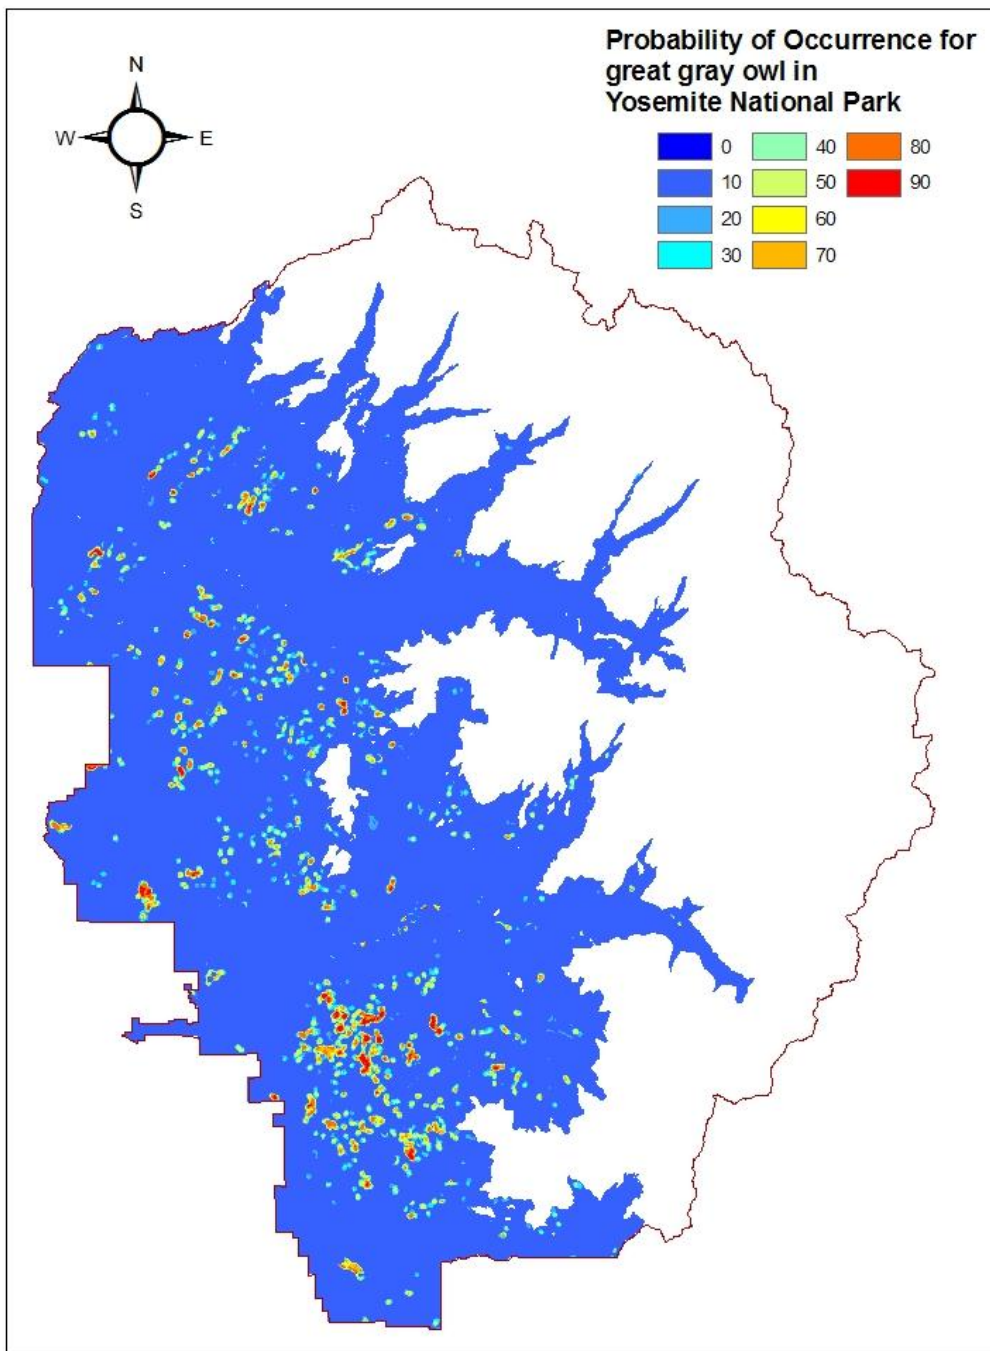 Probability of Occurrence for
great gray owl in
Yosemite National Park
0 40 80
10 50 90
20 60
30 70
N
W E
S